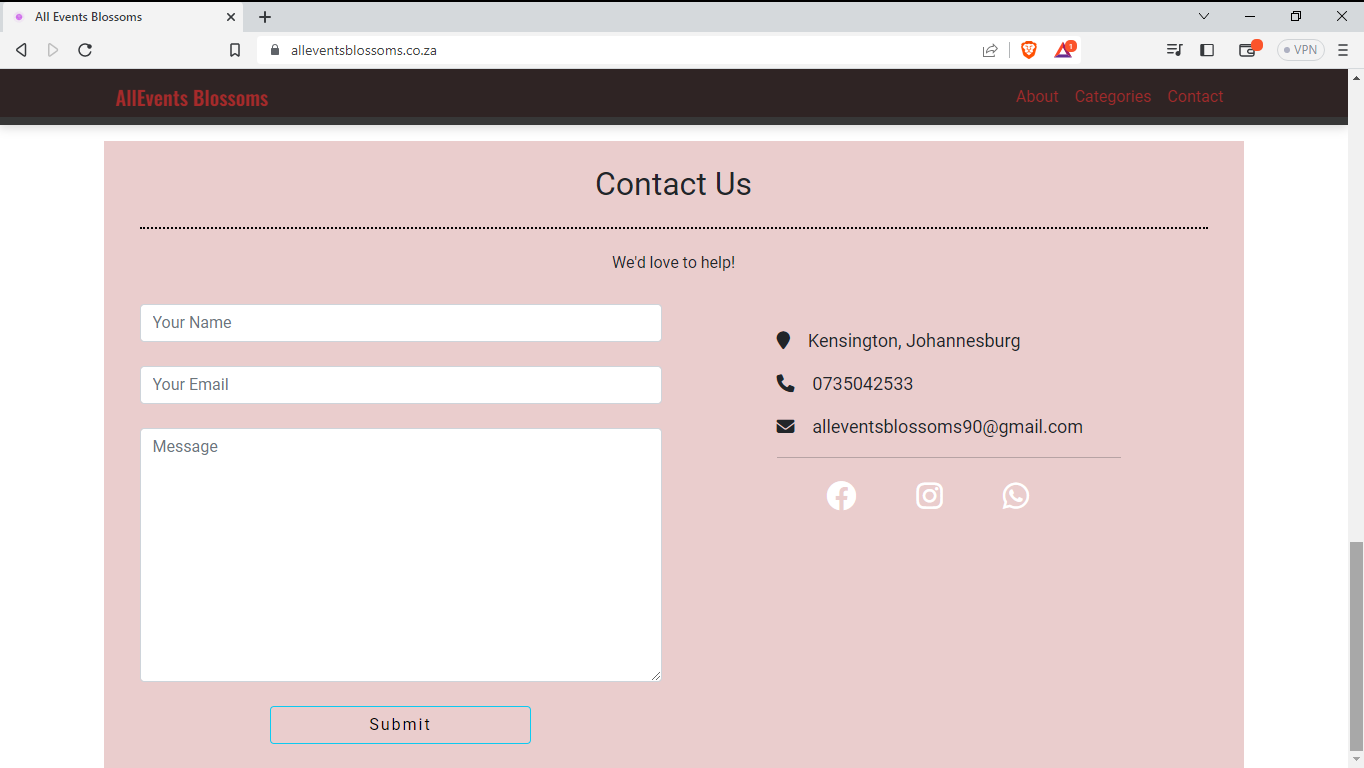 All Events Blossoms
alleventsblossoms.co.za
1
VPN
AllEvents Blossoms
About Categories Contact
Contact Us
We'd love to help!
Your Name
Your Email
Message
Submit
Kensington, Johannesburg
0735042533
alleventsblossoms90@gmail.com